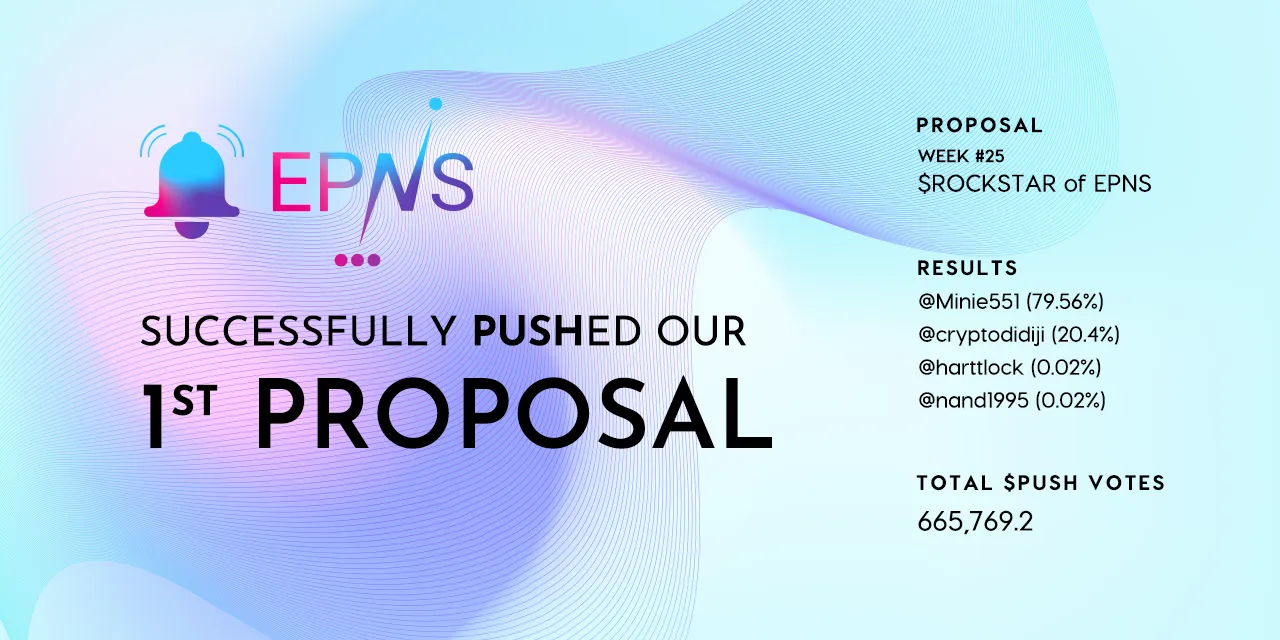 EPNS
SUCCESSFULLY PUSHED OUR
1ST PROPOSAL
PROPOSAL
WEEK #25
$ROCKSTAR of EPNS
RESULTS
@Minie551 (79.56%)
@cryptodidiji (20.4%)
@harttlock (0.02%)
@nand1995 (0.02%)
TOTAL $PUSH VOTES
665,769.2